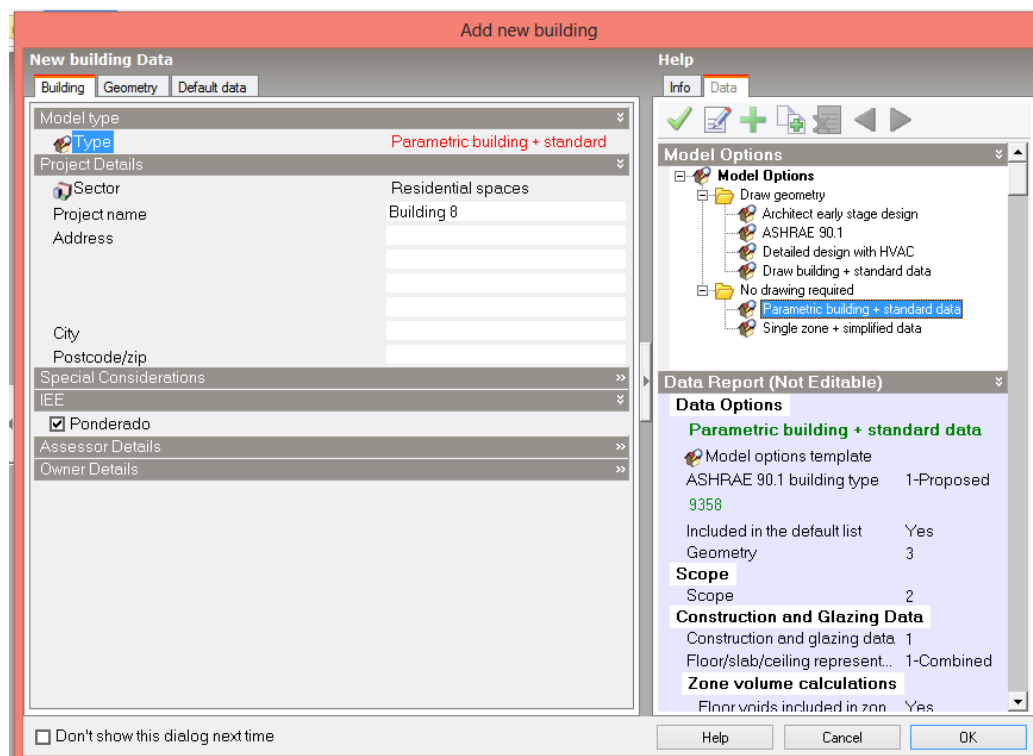 Add new building
New building Data
Building Geometry Default data
Model type
Type Parametric building + standard
Project Details
Sector Residential spaces
Project name Building 8
Address
City
Postcode/zip
Special Considerations
IEE
Ponderado
Assessor Details
Owner Details
Don't show this dialog next time
Help
Info Data
Model Options
Model Options
Draw geometry
Architect early stage design
ASHRAE 90.1
Detailed design with HVAC
Draw building + standard data
No drawing required
Parametric building + standard data
Single zone + simplified data
Data Report (Not Editable)
Data Options
Parametric building + standard data
Model options template
ASHRAE 90.1 building type 1-Proposed
9358
Included in the default list Yes
Geometry 3
Scope
Scope 2
Construction and Glazing Data
Construction and glazing data 1
Floor/slab/ceiling represent... 1-Combined
Zone volume calculations
Floor voids included in zon Yes
Help Cancel OK